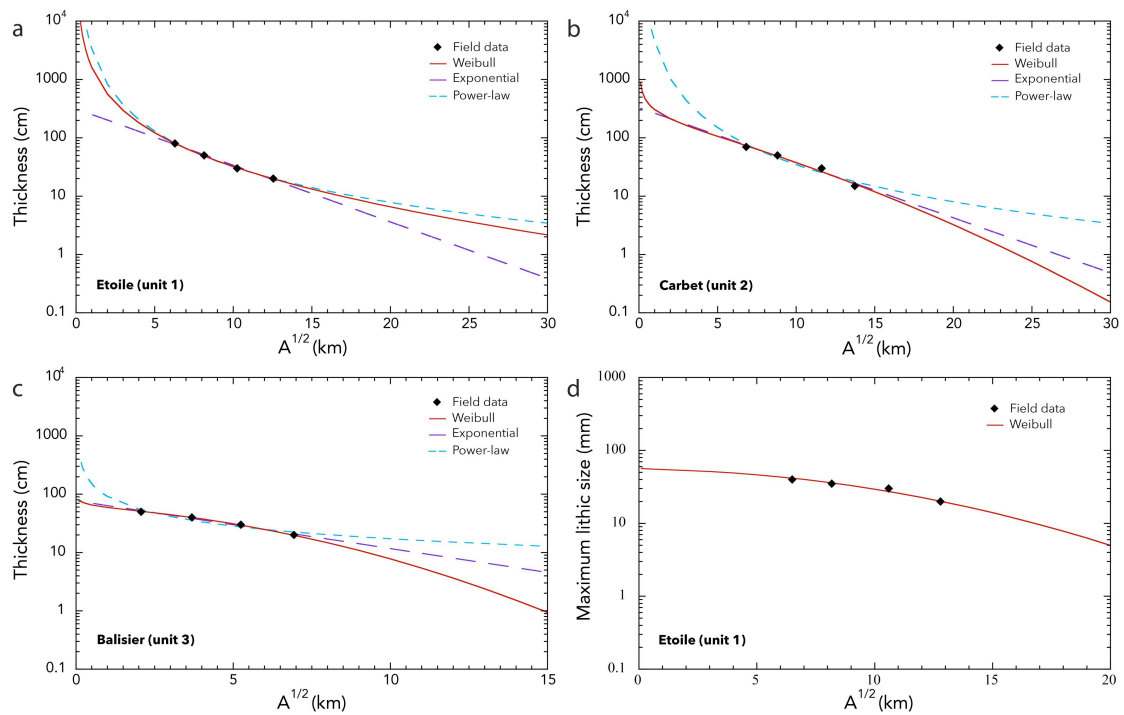 a
Thickness (cm)
10^4
1000
100
10
1
0.1
Field data
Weibull
Exponential
Power-law
Etoile (unit 1)
0 5 10 15 20 25 30
A^1/2 (km)
b
Thickness (cm)
10^4
1000
100
10
1
0.1
Field data
Weibull
Exponential
Power-law
Carbet (unit 2)
0 5 10 15 20 25 30
A^1/2 (km)
c
Thickness (cm)
10^4
1000
100
10
1
0.1
Field data
Weibull
Exponential
Power-law
Balisier (unit 3)
0 5 10 15
A^1/2 (km)
d
Maximum lithic size (mm)
1000
100
10
1
0.1
Field data
Weibull
Etoile (unit 1)
0 5 10 15 20
A^1/2 (km)